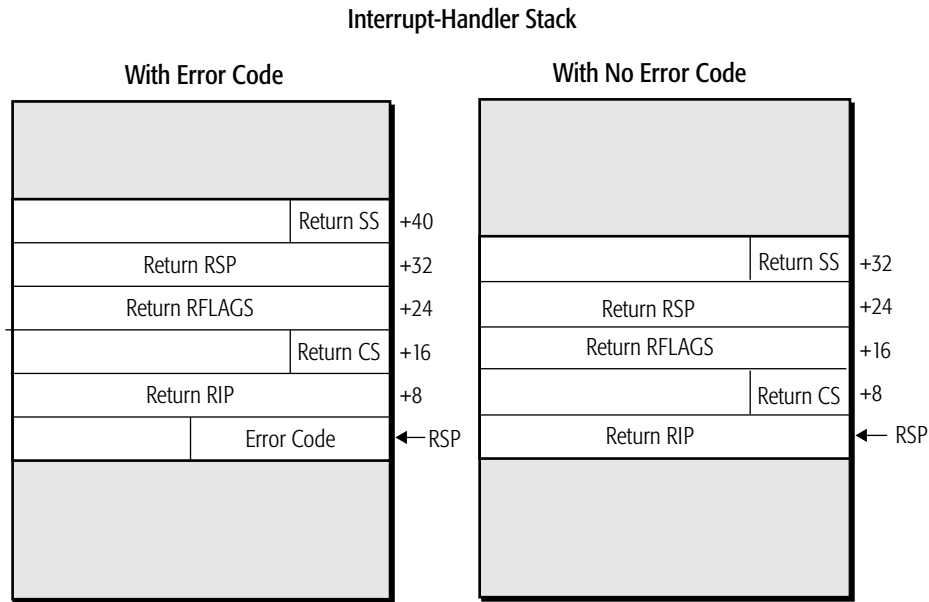 Interrupt-Handler Stack
With Error Code
With No Error Code
Return SS +40
Return RSP +32
Return RFLAGS +24
Return CS +16
Return RIP +8
Error Code RSP
Return SS +32
Return RSP +24
Return RFLAGS +16
Return CS +8
Return RIP RSP